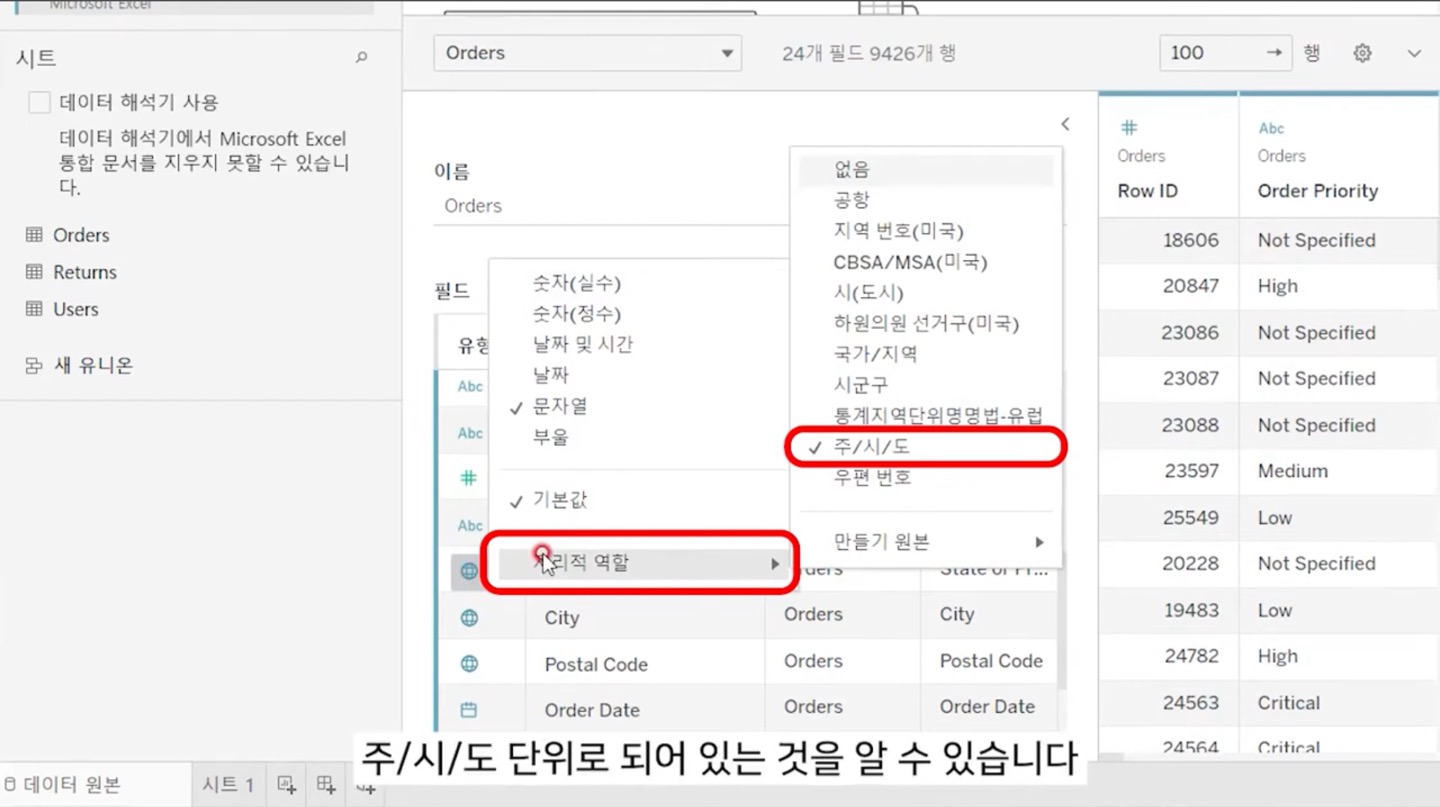 Microsoft Excel
시트
데이터 해석기 사용
데이터 해석기에서 Microsoft Excel
통합 문서를 지우지 못할 수 있습니
다.
Orders
Returns
Users
새 유니온
Orders
24개 필드 9426개 행
100
행
이름
Orders
필드
유형
Abc
Abc
#
Abc
숫자(실수)
숫자(정수)
날짜 및 시간
날짜
✓ 문자열
부울
✓ 기본값
지리적 역할
없음
공항
지역 번호(미국)
CBSA/MSA(미국)
시(도시)
하원의원 선거구(미국)
국가/지역
시군구
통계지역단위명명법-유럽
✓ 주/시/도
우편 번호
만들기 원본
Orders State or Pr...
City Orders City
Postal Code Orders Postal Code
Order Date Orders Order Date
# Abc
Orders Orders
Row ID Order Priority
18606 Not Specified
20847 High
23086 Not Specified
23087 Not Specified
23088 Not Specified
23597 Medium
25549 Low
20228 Not Specified
19483 Low
24782 High
24563 Critical
24564 Critical
주/시/도 단위로 되어 있는 것을 알 수 있습니다
데이터 원본
시트 1